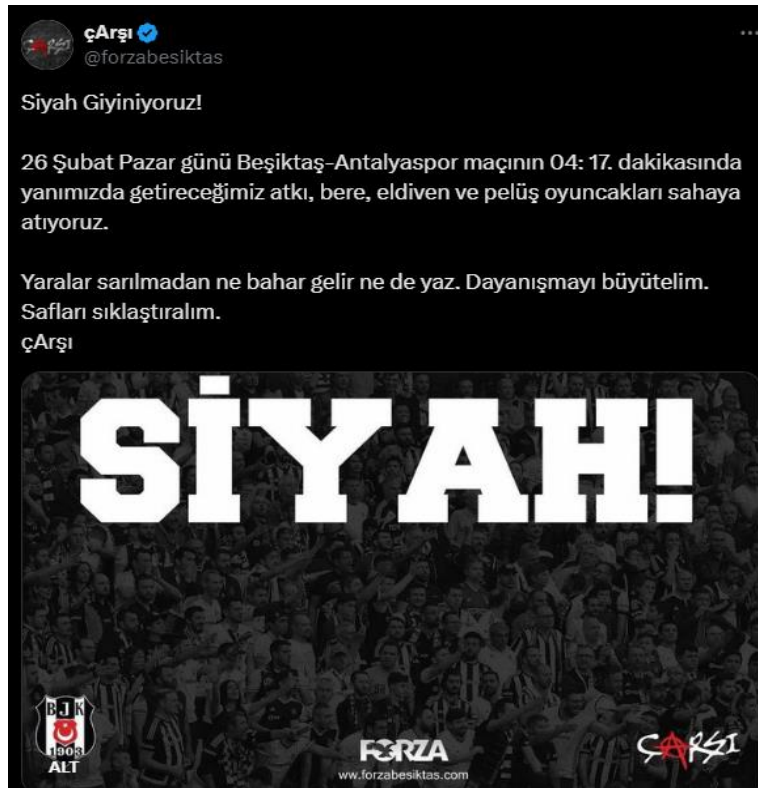 çArşı
@forzabesiktas
Siyah Giyiniyoruz!
26 Şubat Pazar günü Beşiktaş-Antalyaspor maçının 04: 17. dakikasında
yanımızda getireceğimiz atkı, bere, eldiven ve pelüş oyuncakları sahaya
atıyoruz.
Yaralar sarılmadan ne bahar gelir ne de yaz. Dayanışmayı büyütelim.
Safları sıklaştıralım.
çArşı
SİYAH!
BJK
1903
ALT
FORZA
ww.forzabesiktas.com
ÇARŞI